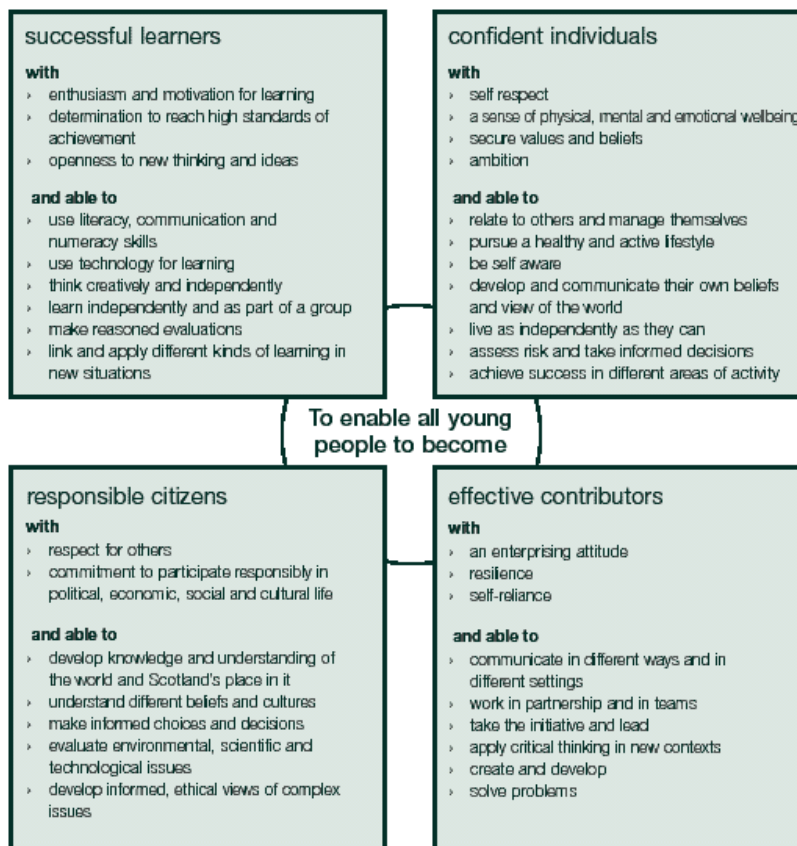 successful learners
with
› enthusiasm and motivation for learning
› determination to reach high standards of
achievement
› openness to new thinking and ideas
and able to
› use literacy, communication and
numeracy skills
› use technology for learning
› think creatively and independently
› learn independently and as part of a group
› make reasoned evaluations
› link and apply different kinds of learning in
new situations
confident individuals
with
› self respect
› a sense of physical, mental and emotional wellbeing
› secure values and beliefs
› ambition
and able to
› relate to others and manage themselves
› pursue a healthy and active lifestyle
› be self aware
› develop and communicate their own beliefs
and view of the world
› live as independently as they can
› assess risk and take informed decisions
› achieve success in different areas of activity
To enable all young
people to become
responsible citizens
with
› respect for others
› commitment to participate responsibly in
political, economic, social and cultural life
and able to
› develop knowledge and understanding of
the world and Scotland's place in it
› understand different beliefs and cultures
› make informed choices and decisions
› evaluate environmental, scientific and
technological issues
› develop informed, ethical views of complex
issues
effective contributors
with
› an enterprising attitude
› resilience
› self-reliance
and able to
› communicate in different ways and in
different settings
› work in partnership and in teams
› take the initiative and lead
› apply critical thinking in new contexts
› create and develop
› solve problems